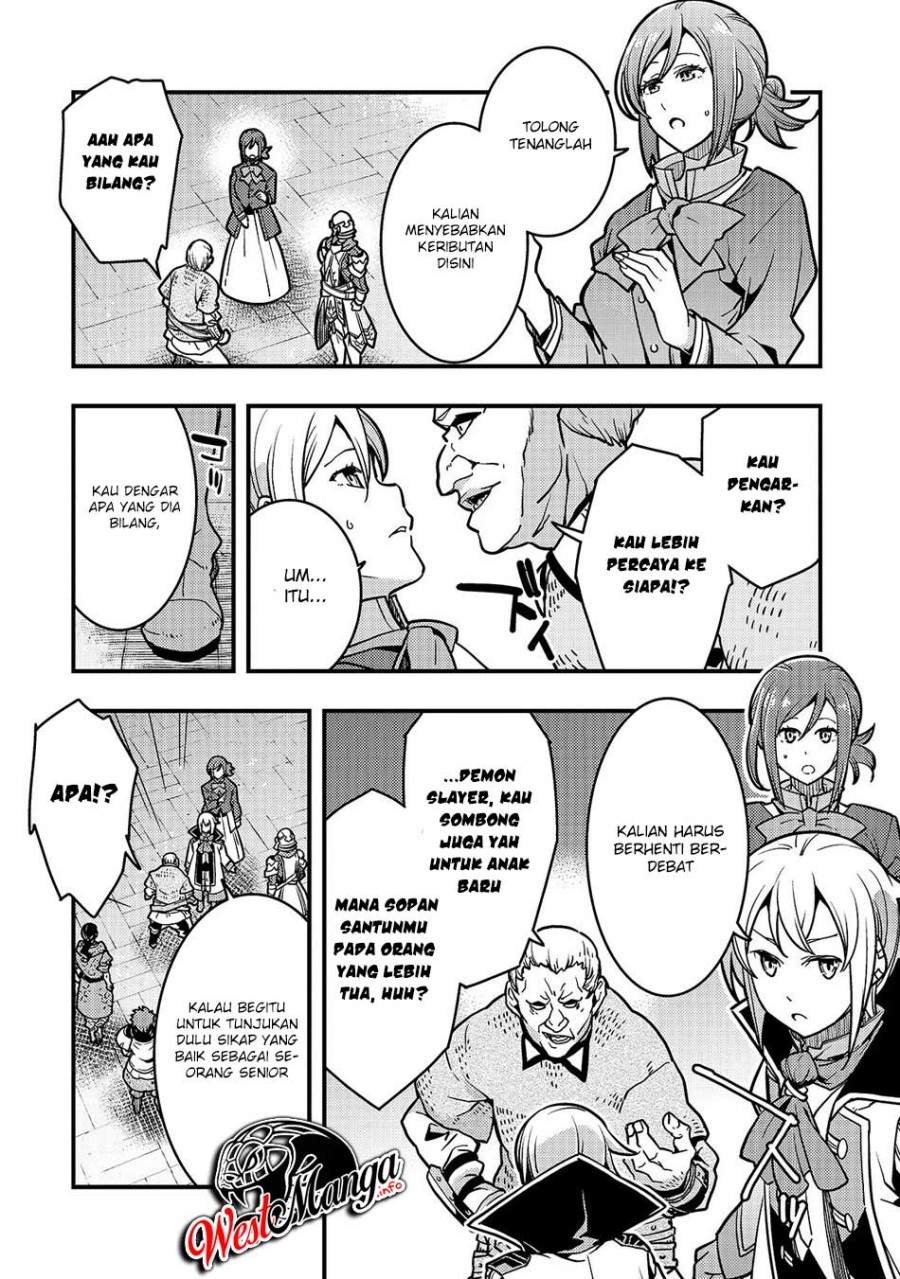 TOLONG
TENANGLAH
KALIAN
MENYEBABKAN
KERIBUTAN
DISINI
AAH APA
YANG KAU
BILANG?
KAU
DENGAR-
KAN?
KAU LEBIH
PERCAYA KE
SIAPA!?
UM...
ITU...
KAU DENGAR
APA YANG DIA
BILANG,
KALIAN HARUS
BERHENTI BER-
DEBAT
...DEMON
SLAYER, KAU
SOMBONG
JUGA YAH
UNTUK ANAK
BARU
MANA SOPAN
SANTUNMU
PADA ORANG
YANG LEBIH
TUA, HUH?
KALAU BEGITU
UNTUK TUNJUKAN
DULU SIKAP YANG
BAIK SEBAGAI SE-
ORANG SENIOR
APA!?
WestManga
.info